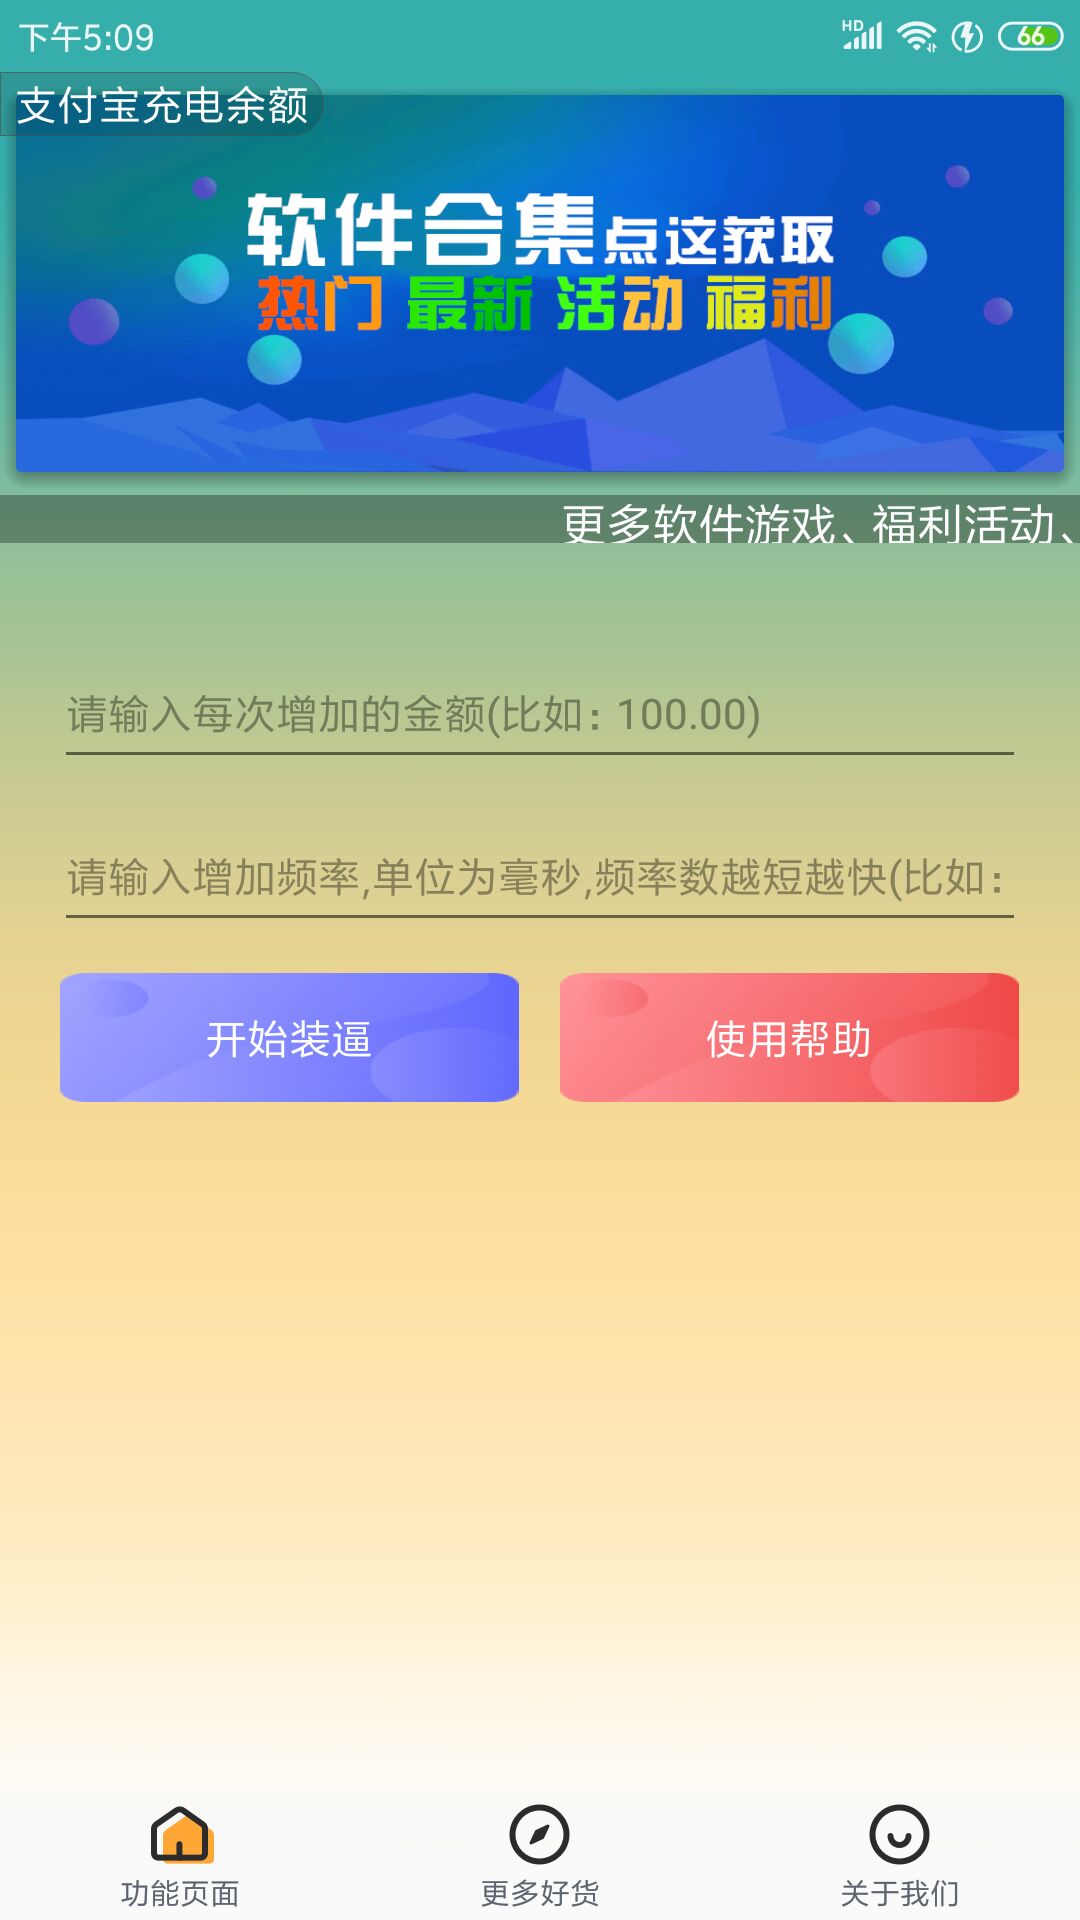 下午5:09
HD
66
支付宝充电余额
软件合集点这获取
热门 最新 活动 福利
更多软件游戏、福利活动、
请输入每次增加的金额(比如：100.00)
请输入增加频率,单位为毫秒,频率数越短越快(比如：
开始装逼
使用帮助
功能页面
更多好货
关于我们